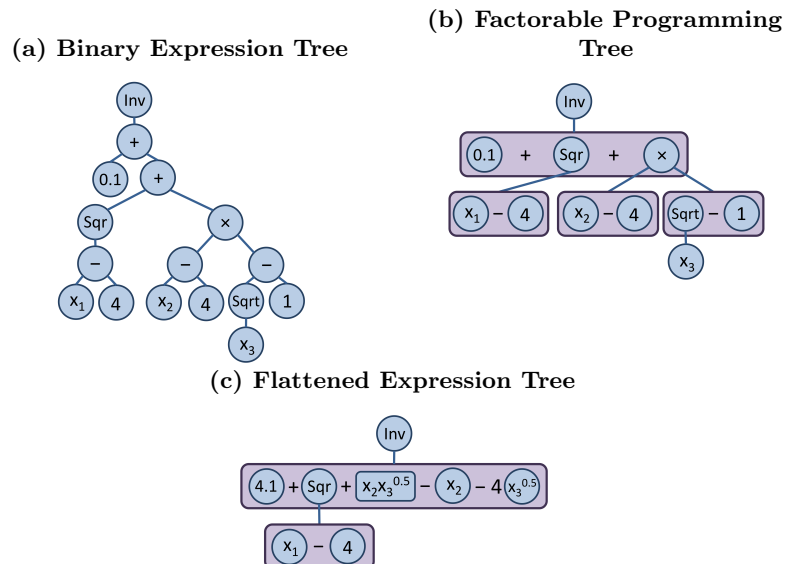 (b) Factorable Programming
Tree
(a) Binary Expression Tree
Inv
+
0.1 +
Sqr ×
− − −
x₁ 4 x₂ 4 Sqrt 1
x₃
Inv
0.1 + Sqr + ×
x₁ − 4 x₂ − 4 Sqrt − 1
x₃
(c) Flattened Expression Tree
Inv
4.1 + Sqr + x₂x₃^0.5 − x₂ − 4 x₃^0.5
x₁ − 4